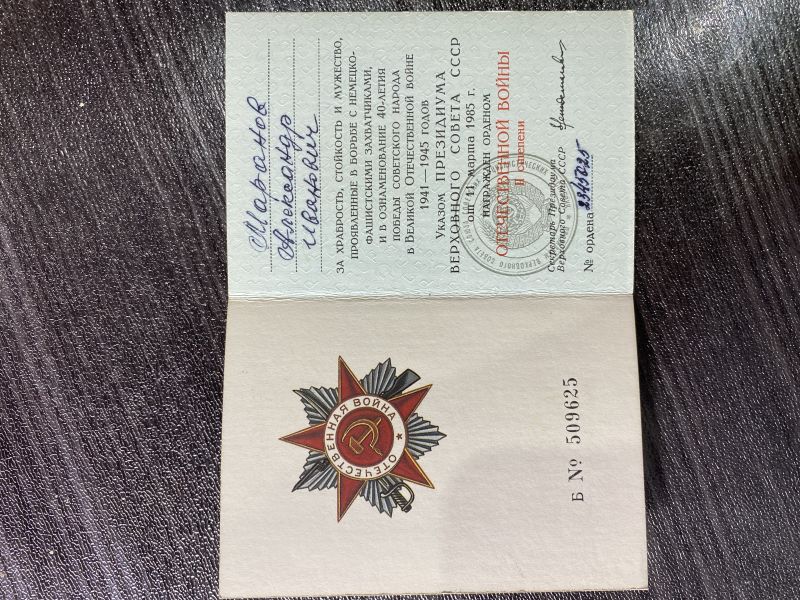 ОТЕЧЕСТВЕННАЯ ВОЙНА
Б № 509625
Маранов
Александр
Иванович
ЗА ХРАБРОСТЬ, СТОЙКОСТЬ И МУЖЕСТВО,
ПРОЯВЛЕННЫЕ В БОРЬБЕ С НЕМЕЦКО-
ФАШИСТСКИМИ ЗАХВАТЧИКАМИ,
И В ОЗНАМЕНОВАНИЕ 40-ЛЕТИЯ
ПОБЕДЫ СОВЕТСКОГО НАРОДА
В ВЕЛИКОЙ ОТЕЧЕСТВЕННОЙ ВОЙНЕ
1941—1945 ГОДОВ
Указом ПРЕЗИДИУМА
ВЕРХОВНОГО СОВЕТА СССР
от 11 марта 1985 г.
НАГРАЖДЕН ОРДЕНОМ
ОТЕЧЕСТВЕННОЙ ВОЙНЫ
II степени
Секретарь Президиума
Верховного Совета СССР
№ ордена